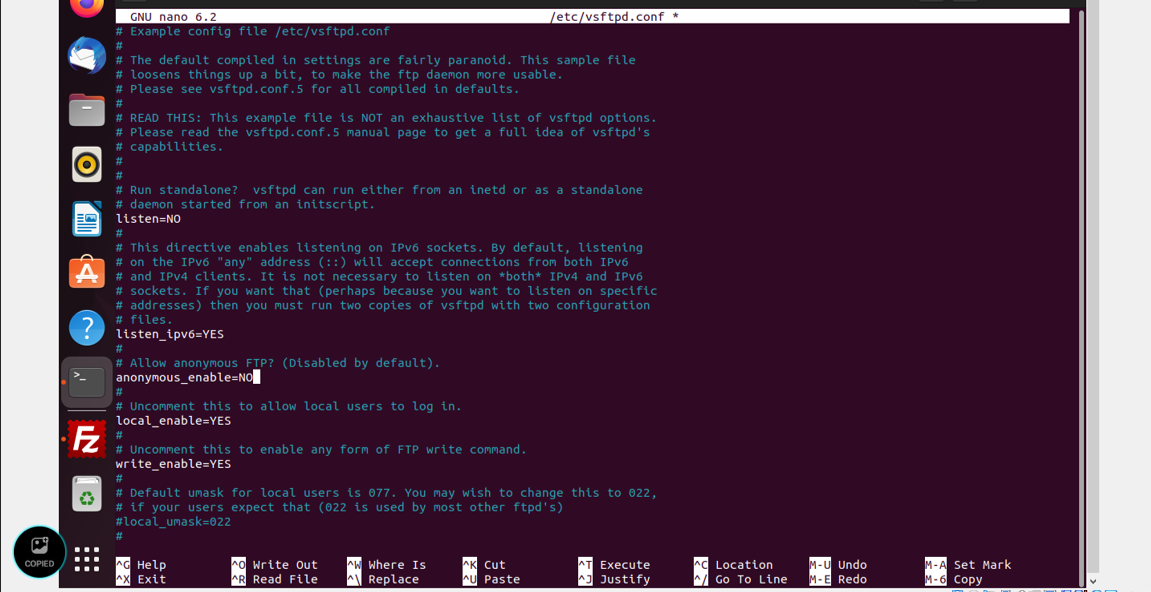 GNU nano 6.2 /etc/vsftpd.conf *
# Example config file /etc/vsftpd.conf
#
# The default compiled in settings are fairly paranoid. This sample file
# loosens things up a bit, to make the ftp daemon more usable.
# Please see vsftpd.conf.5 for all compiled in defaults.
#
# READ THIS: This example file is NOT an exhaustive list of vsftpd options.
# Please read the vsftpd.conf.5 manual page to get a full idea of vsftpd's
# capabilities.
#
#
# Run standalone?  vsftpd can run either from an inetd or as a standalone
# daemon started from an initscript.
listen=NO
#
# This directive enables listening on IPv6 sockets. By default, listening
# on the IPv6 "any" address (::) will accept connections from both IPv6
# and IPv4 clients. It is not necessary to listen on *both* IPv4 and IPv6
# sockets. If you want that (perhaps because you want to listen on specific
# addresses) then you must run two copies of vsftpd with two configuration
# files.
listen_ipv6=YES
#
# Allow anonymous FTP? (Disabled by default).
anonymous_enable=NO
#
# Uncomment this to allow local users to log in.
local_enable=YES
#
# Uncomment this to enable any form of FTP write command.
write_enable=YES
#
# Default umask for local users is 077. You may wish to change this to 022,
# if your users expect that (022 is used by most other ftpd's)
#local_umask=022
#
^G Help ^O Write Out ^W Where Is ^K Cut ^T Execute ^C Location M-U Undo M-A Set Mark
^X Exit ^R Read File ^\ Replace ^U Paste ^J Justify ^/ Go To Line M-E Redo M-6 Copy
COPIED